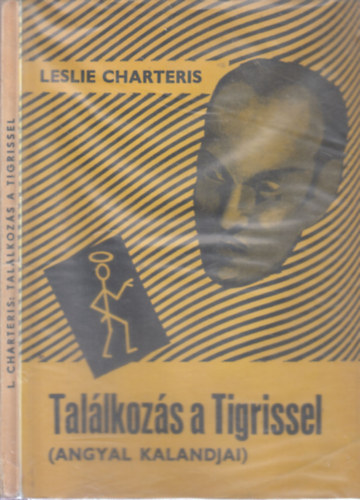 LESLIE CHARTERIS
Találkozás a Tigrissel
(ANGYAL KALANDJAI)
L. CHARTERIS: TALÁLKOZÁS A TIGRISSEL